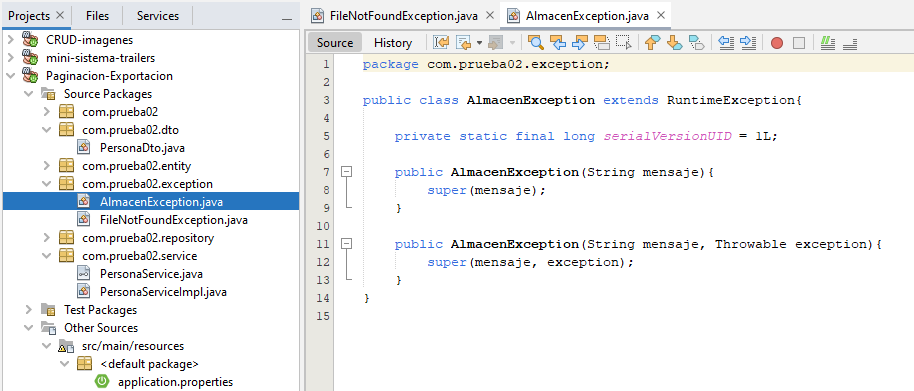 Projects × Files Services
CRUD-imagenes
mini-sistema-trailers
Paginacion-Exportacion
Source Packages
com.prueba02
com.prueba02.dto
PersonaDto.java
com.prueba02.entity
com.prueba02.exception
AlmacenException.java
FileNotFoundException.java
com.prueba02.repository
com.prueba02.service
PersonaService.java
PersonaServiceImpl.java
Test Packages
Other Sources
src/main/resources
<default package>
application.properties
FileNotFoundException.java × AlmacenException.java ×
Source History
1 package com.prueba02.exception;
2
3 public class AlmacenException extends RuntimeException{
4
5 private static final long serialVersionUID = 1L;
6
7 public AlmacenException(String mensaje){
8 super(mensaje);
9 }
10
11 public AlmacenException(String mensaje, Throwable exception){
12 super(mensaje, exception);
13 }
14 }
15